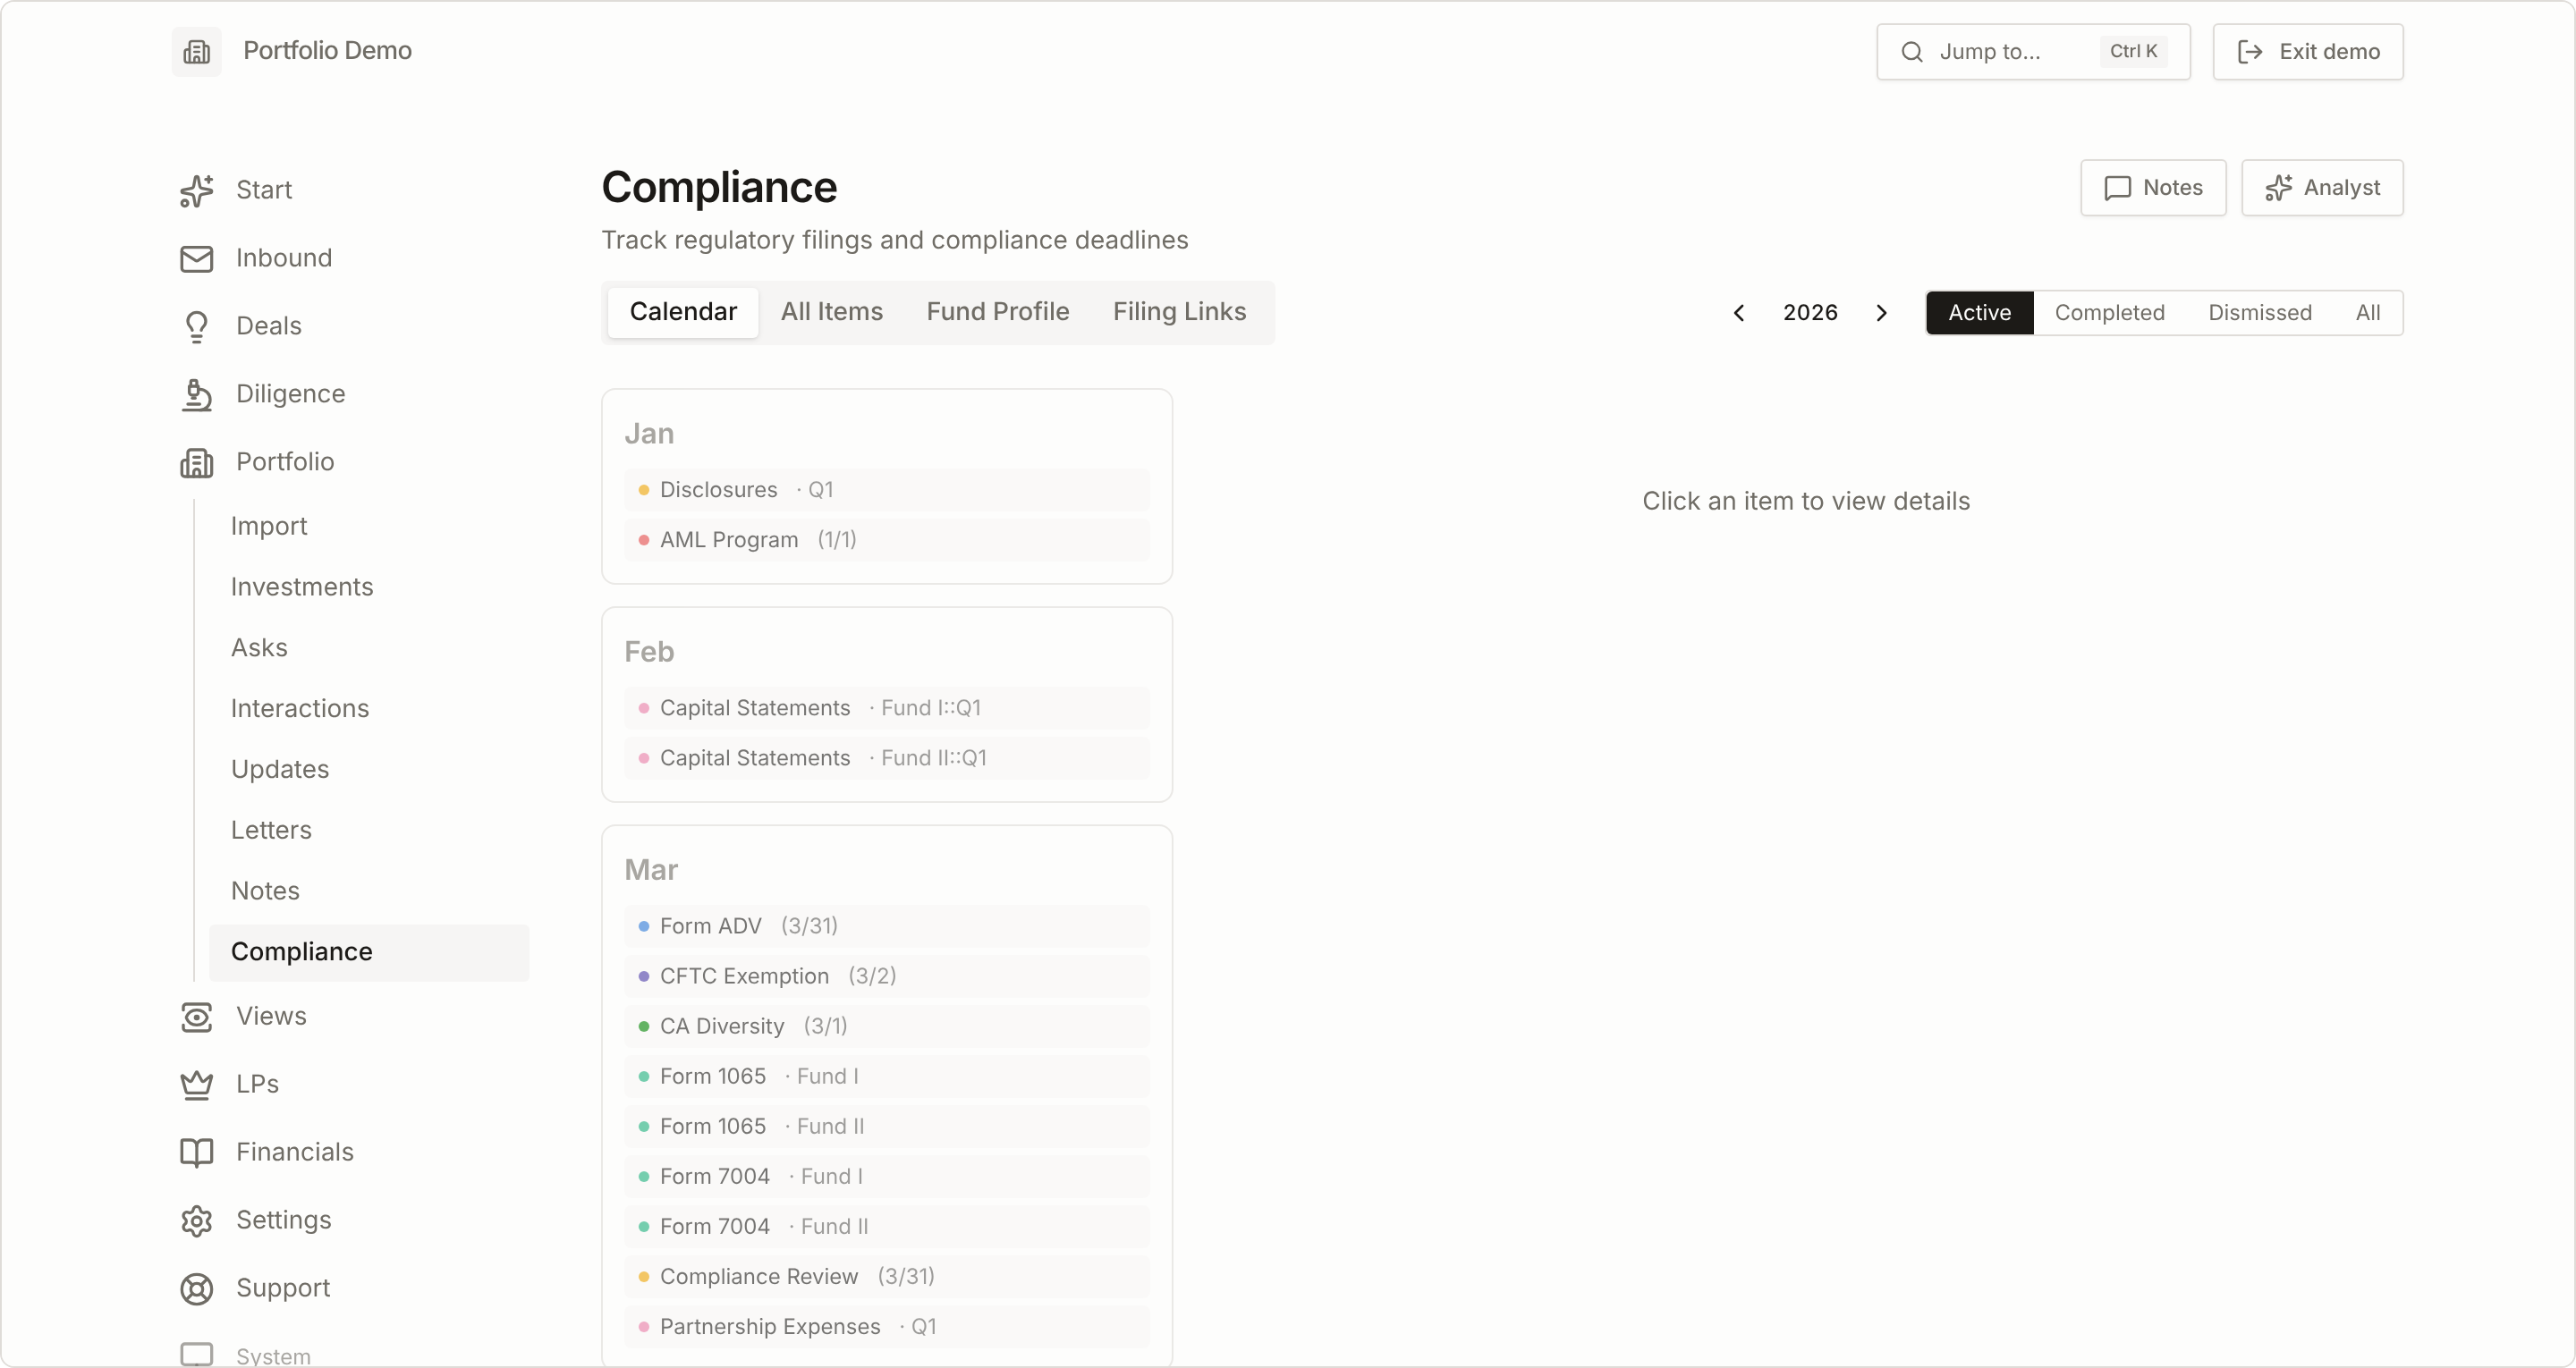 Portfolio Demo
Jump to...
Ctrl K
Exit demo
Start
Inbound
Deals
Diligence
Portfolio
Import
Investments
Asks
Interactions
Updates
Letters
Notes
Compliance
Views
LPs
Financials
Settings
Support
System
Compliance
Track regulatory filings and compliance deadlines
Notes
Analyst
Calendar
All Items
Fund Profile
Filing Links
2026
Active
Completed
Dismissed
All
Jan
Disclosures · Q1
AML Program (1/1)
Feb
Capital Statements · Fund I::Q1
Capital Statements · Fund II::Q1
Mar
Form ADV (3/31)
CFTC Exemption (3/2)
CA Diversity (3/1)
Form 1065 · Fund I
Form 1065 · Fund II
Form 7004 · Fund I
Form 7004 · Fund II
Compliance Review (3/31)
Partnership Expenses · Q1
Click an item to view details